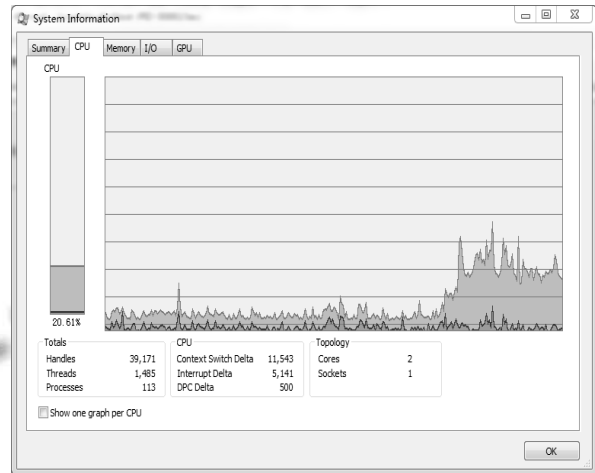 System Information
Summary CPU Memory I/O GPU
CPU
20.61%
Totals CPU Topology
Handles 39,171 Context Switch Delta 11,543 Cores 2
Threads 1,485 Interrupt Delta 5,141 Sockets 1
Processes 113 DPC Delta 500
Show one graph per CPU
OK